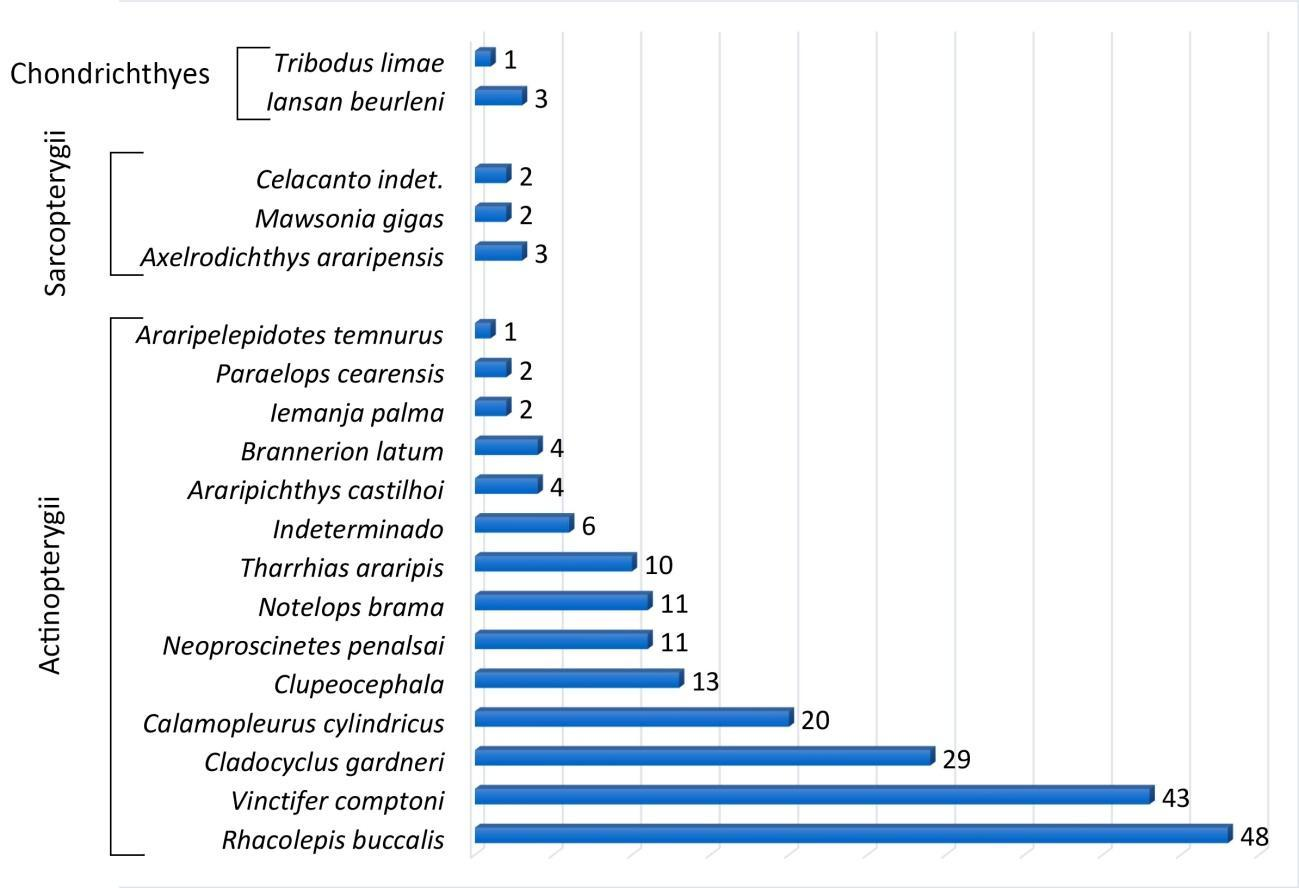 Chondrichthyes
Tribodus limae 1
Iansan beurleni 3
Sarcopterygii
Celacanto indet. 2
Mawsonia gigas 2
Axelrodichthys araripensis 3
Actinopterygii
Araripelepidotes temnurus 1
Paraelops cearensis 2
Iemanja palma 2
Brannerion latum 4
Araripichthys castilhoi 4
Indeterminado 6
Tharrhias araripis 10
Notelops brama 11
Neoproscinetes penalsai 11
Clupeocephala 13
Calamopleurus cylindricus 20
Cladocyclus gardneri 29
Vinctifer comptoni 43
Rhacolepis buccalis 48